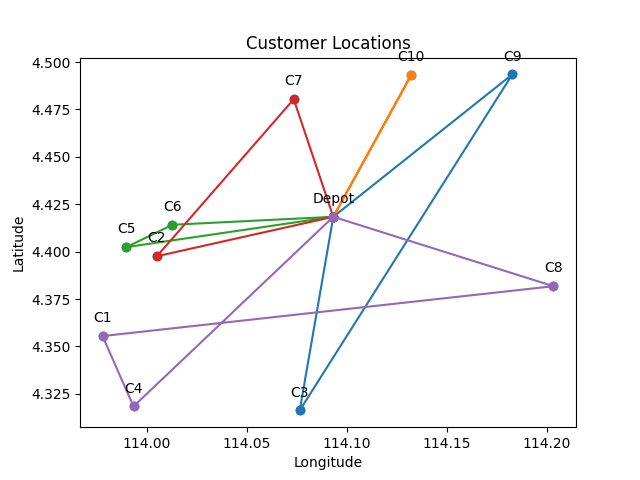 Customer Locations
4.500
4.475
4.450
4.425
4.400
4.375
4.350
4.325
Latitude
C10
C9
C7
Depot
C6
C5
C2
C8
C1
C4
C3
114.00
114.05
114.10
114.15
114.20
Longitude